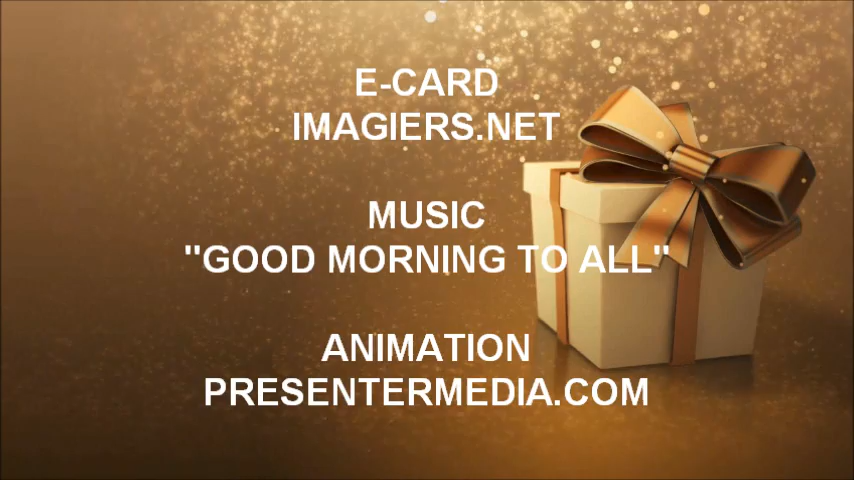 E-CARD
IMAGIERS.NET
MUSIC
"GOOD MORNING TO ALL"
ANIMATION
PRESENTERMEDIA.COM